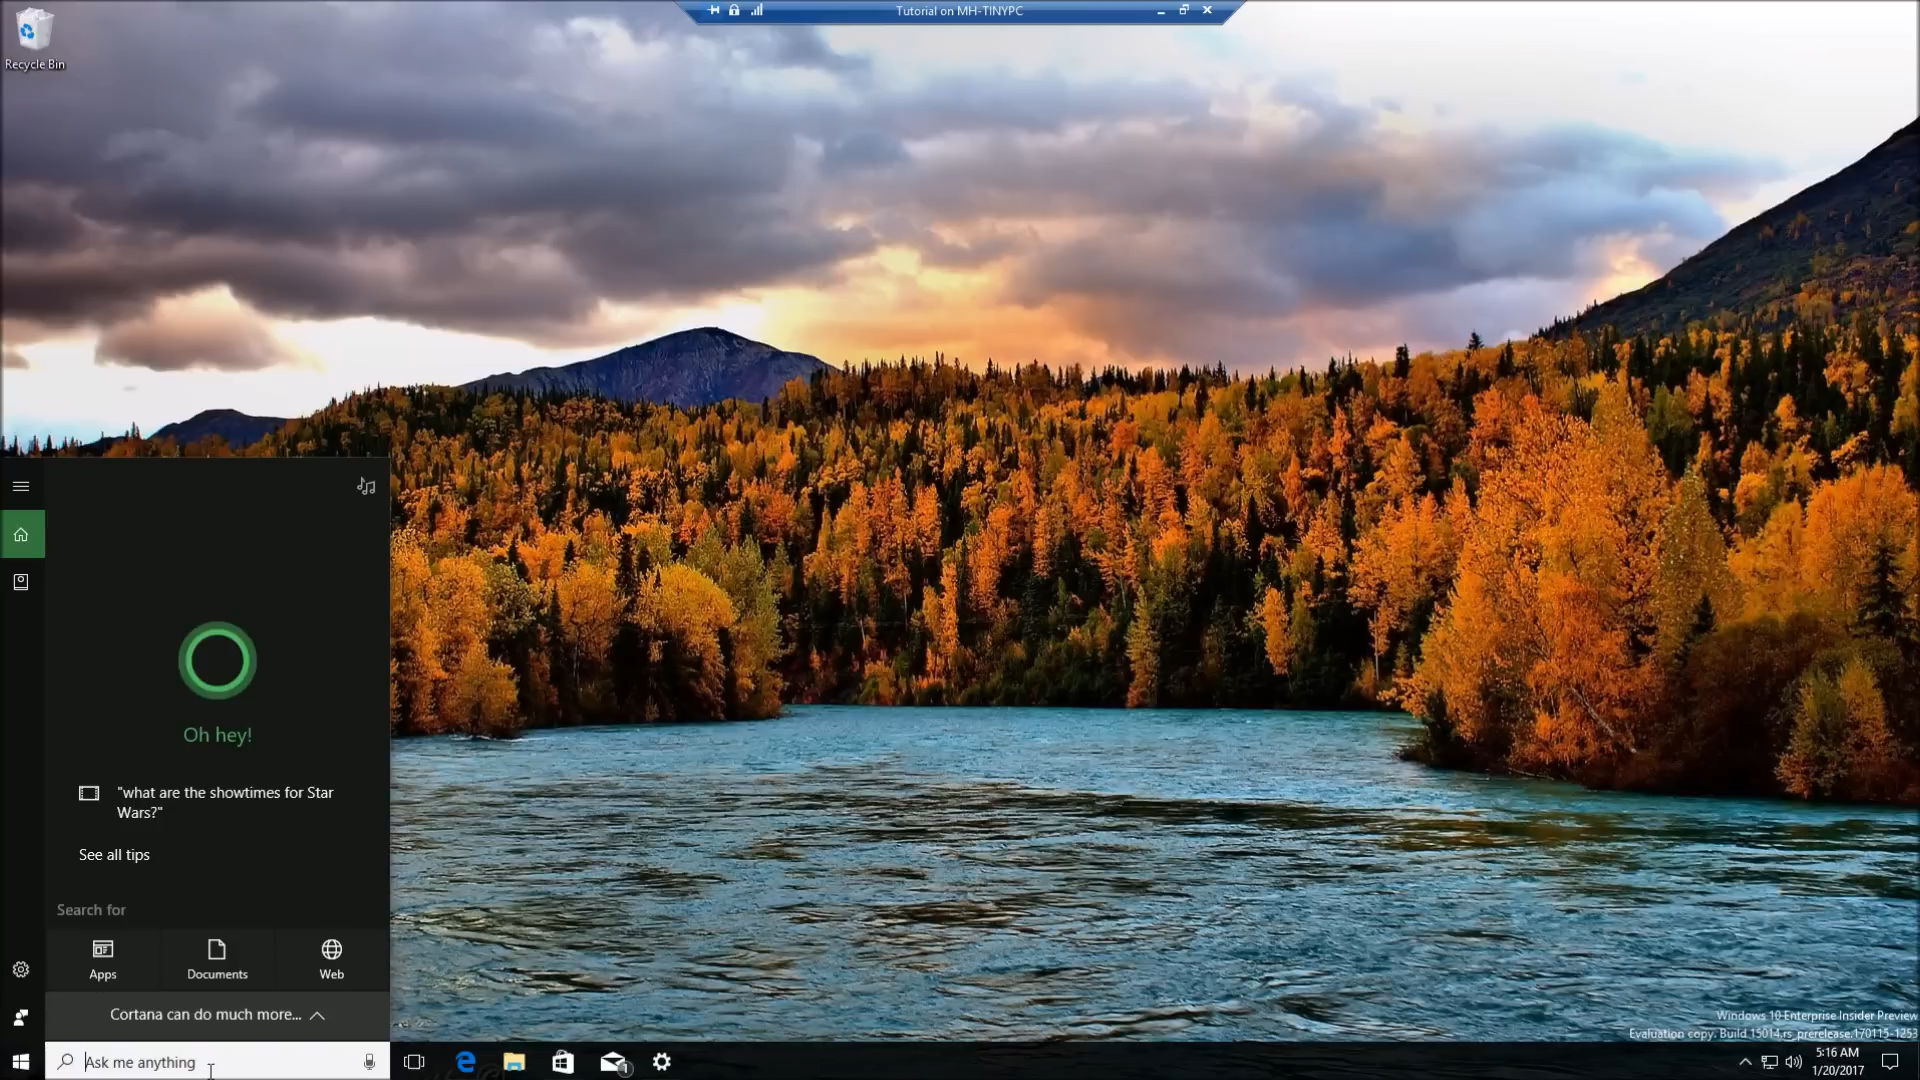 Tutorial on MH-TINYPC
Recycle Bin
Oh hey!
"what are the showtimes for Star
Wars?"
See all tips
Search for
Apps
Documents
Web
Cortana can do much more...
Ask me anything
1
Windows 10 Enterprise Insider Preview
Evaluation copy. Build 15014.rs_prerelease.170115-1253
5:16 AM
1/20/2017